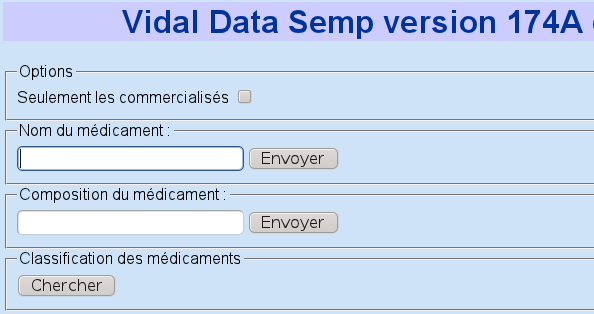 Vidal Data Semp version 174A
Options
Seulement les commercialisés
Nom du médicament :
Envoyer
Composition du médicament :
Envoyer
Classification des médicaments
Chercher